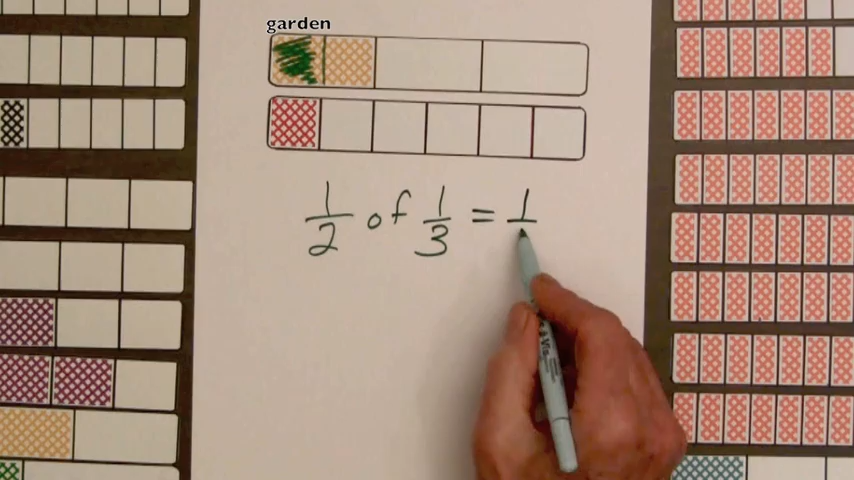 garden
1/2 of 1/3 = 1/